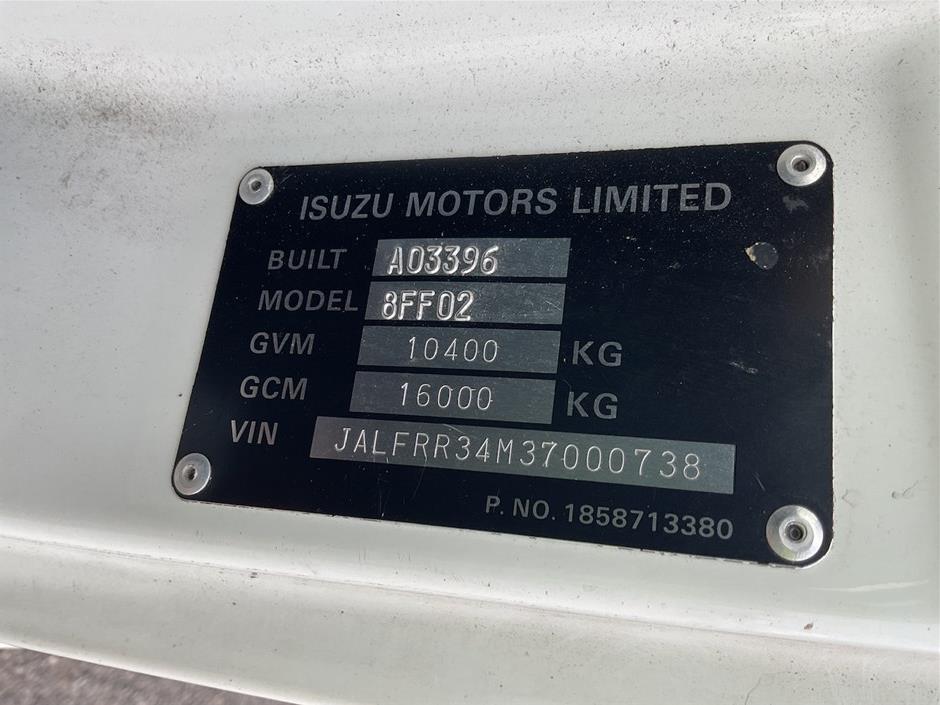 ISUZU MOTORS LIMITED
BUILT A03396
MODEL 8FF02
GVM 10400 KG
GCM 16000 KG
VIN JALFRR34M37000738
P. NO. 1858713380